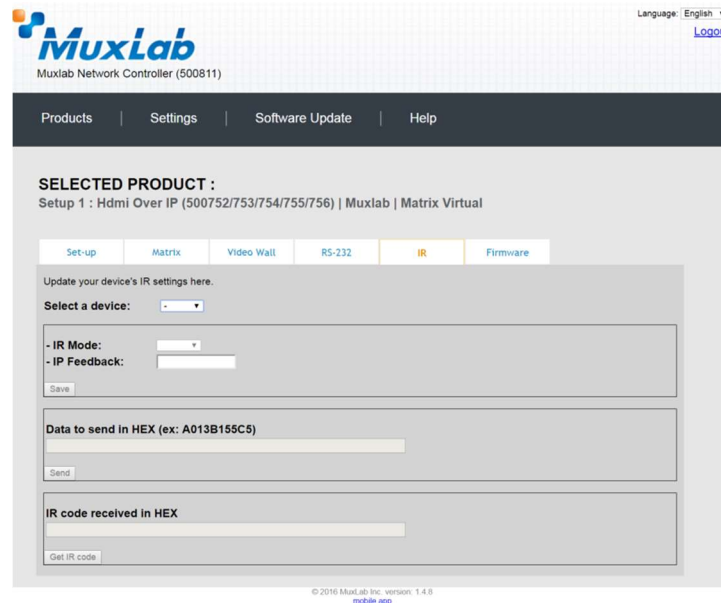 Language: English
Logou
MuxLab
Muxlab Network Controller (500811)
Products | Settings | Software Update | Help
SELECTED PRODUCT :
Setup 1 : Hdmi Over IP (500752/753/754/755/756) | Muxlab | Matrix Virtual
Set-up Matrix Video Wall RS-232 IR Firmware
Update your device's IR settings here.
Select a device: -
- IR Mode:
- IP Feedback:
Save
Data to send in HEX (ex: A013B155C5)
Send
IR code received in HEX
Get IR code
© 2016 MuxLab Inc. version: 1.4.8
mobile app